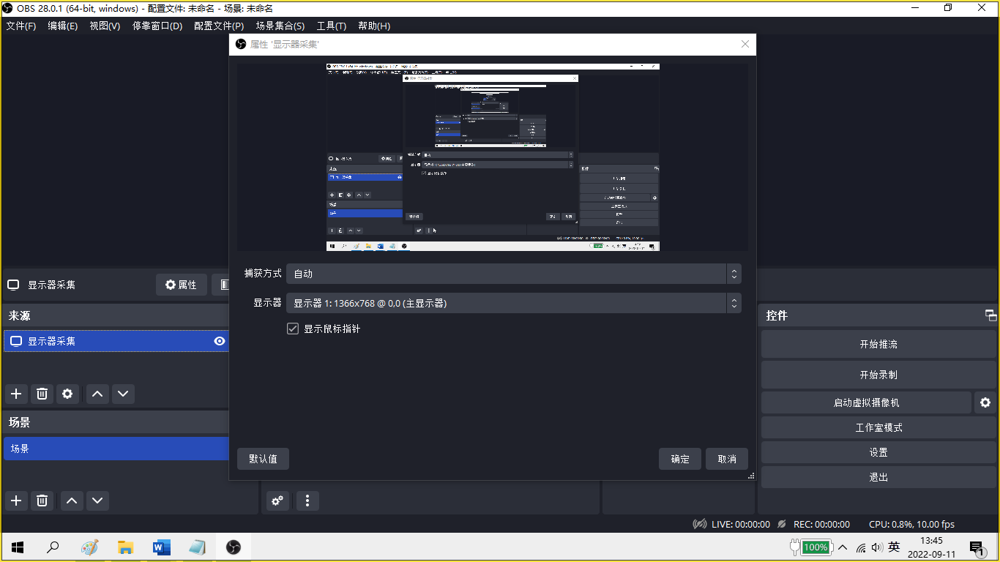 OBS 28.0.1 (64-bit, windows) - 配置文件: 未命名 - 场景: 未命名
文件(F) 编辑(E) 视图(V) 停靠窗口(D) 配置文件(P) 场景集合(S) 工具(T) 帮助(H)
属性 '显示器采集'
捕获方式 自动
显示器 显示器 1: 1366x768 @ 0,0 (主显示器)
显示鼠标指针
默认值 确定 取消
显示器采集 属性
来源
显示器采集
场景
场景
控件
开始推流
开始录制
启动虚拟摄像机
工作室模式
设置
退出
LIVE: 00:00:00 REC: 00:00:00 CPU: 0.8%, 10.00 fps
W 100% 英 13:45
2022-09-11
1